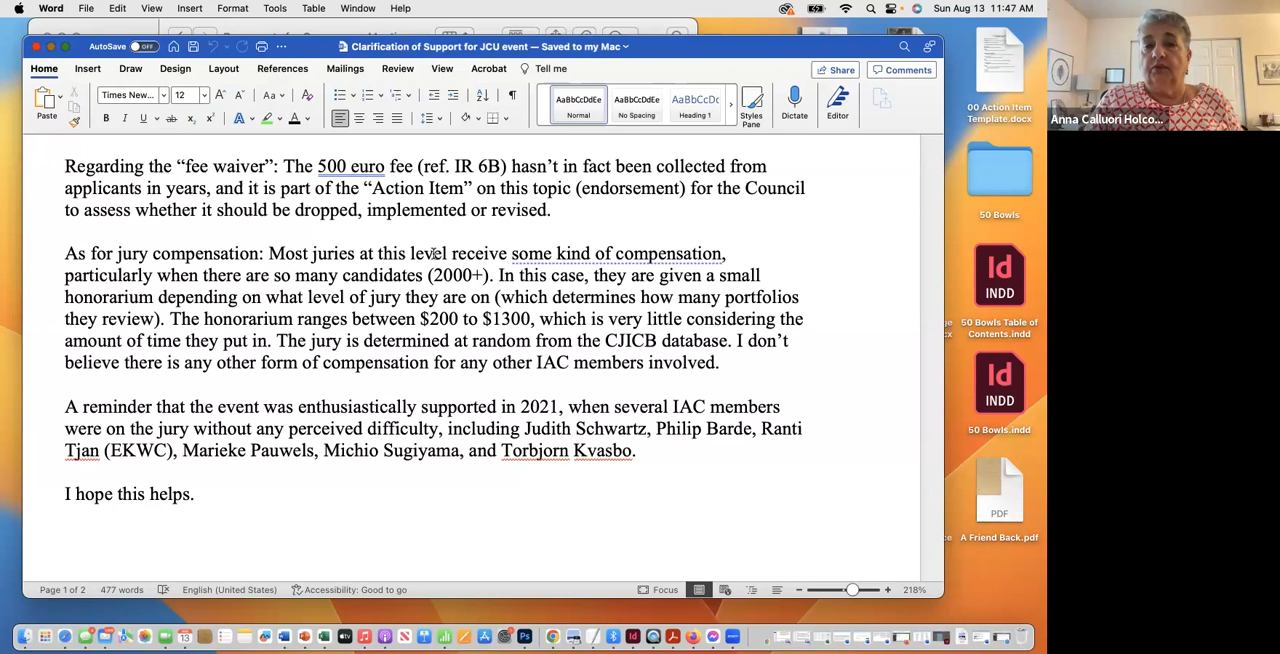 Word File Edit View Insert Format Tools Table Window Help
Sun Aug 13 11:47 AM
AutoSave OFF
Clarification of Support for JCU event — Saved to my Mac
Home Insert Draw Design Layout References Mailings Review View Acrobat Tell me
Share Comments
Paste
Times New... 12
AaBbCcDdEe AaBbCcDdEe AaBbCcDc
Normal No Spacing Heading 1
Styles Pane
Dictate
Editor
Regarding the “fee waiver”: The 500 euro fee (ref. IR 6B) hasn’t in fact been collected from
applicants in years, and it is part of the “Action Item” on this topic (endorsement) for the Council
to assess whether it should be dropped, implemented or revised.
As for jury compensation: Most juries at this level receive some kind of compensation,
particularly when there are so many candidates (2000+). In this case, they are given a small
honorarium depending on what level of jury they are on (which determines how many portfolios
they review). The honorarium ranges between $200 to $1300, which is very little considering the
amount of time they put in. The jury is determined at random from the CJICB database. I don’t
believe there is any other form of compensation for any other IAC members involved.
A reminder that the event was enthusiastically supported in 2021, when several IAC members
were on the jury without any perceived difficulty, including Judith Schwartz, Philip Barde, Ranti
Tjan (EKWC), Marieke Pauwels, Michio Sugiyama, and Torbjorn Kvasbo.
I hope this helps.
Page 1 of 2 477 words English (United States) Accessibility: Good to go Focus 218%
00 Action Item
Template.docx
50 Bowls
INDD
50 Bowls Table of
Contents.indd
INDD
50 Bowls.indd
PDF
A Friend Back.pdf
Anna Calluori Holco...